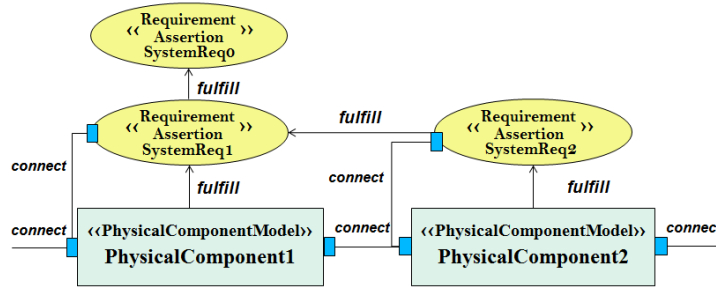 ‹‹ Requirement ››
Assertion
SystemReq0
fulfill
‹‹ Requirement ››
Assertion
SystemReq1
fulfill
‹‹ Requirement ››
Assertion
SystemReq2
connect
connect
fulfill
fulfill
connect
‹‹PhysicalComponentModel››
PhysicalComponent1
connect
‹‹PhysicalComponentModel››
PhysicalComponent2
connect